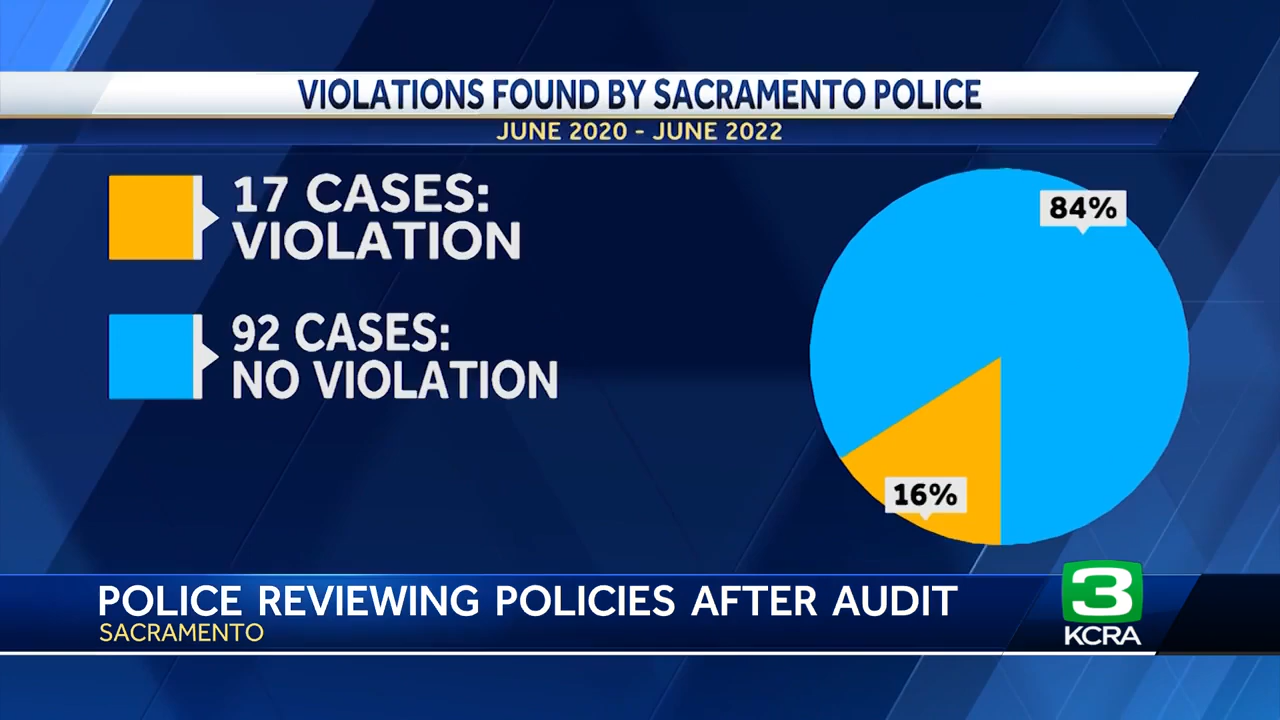 VIOLATIONS FOUND BY SACRAMENTO POLICE
JUNE 2020 - JUNE 2022
17 CASES:
VIOLATION
92 CASES:
NO VIOLATION
84%
16%
POLICE REVIEWING POLICIES AFTER AUDIT
SACRAMENTO
3
KCRA